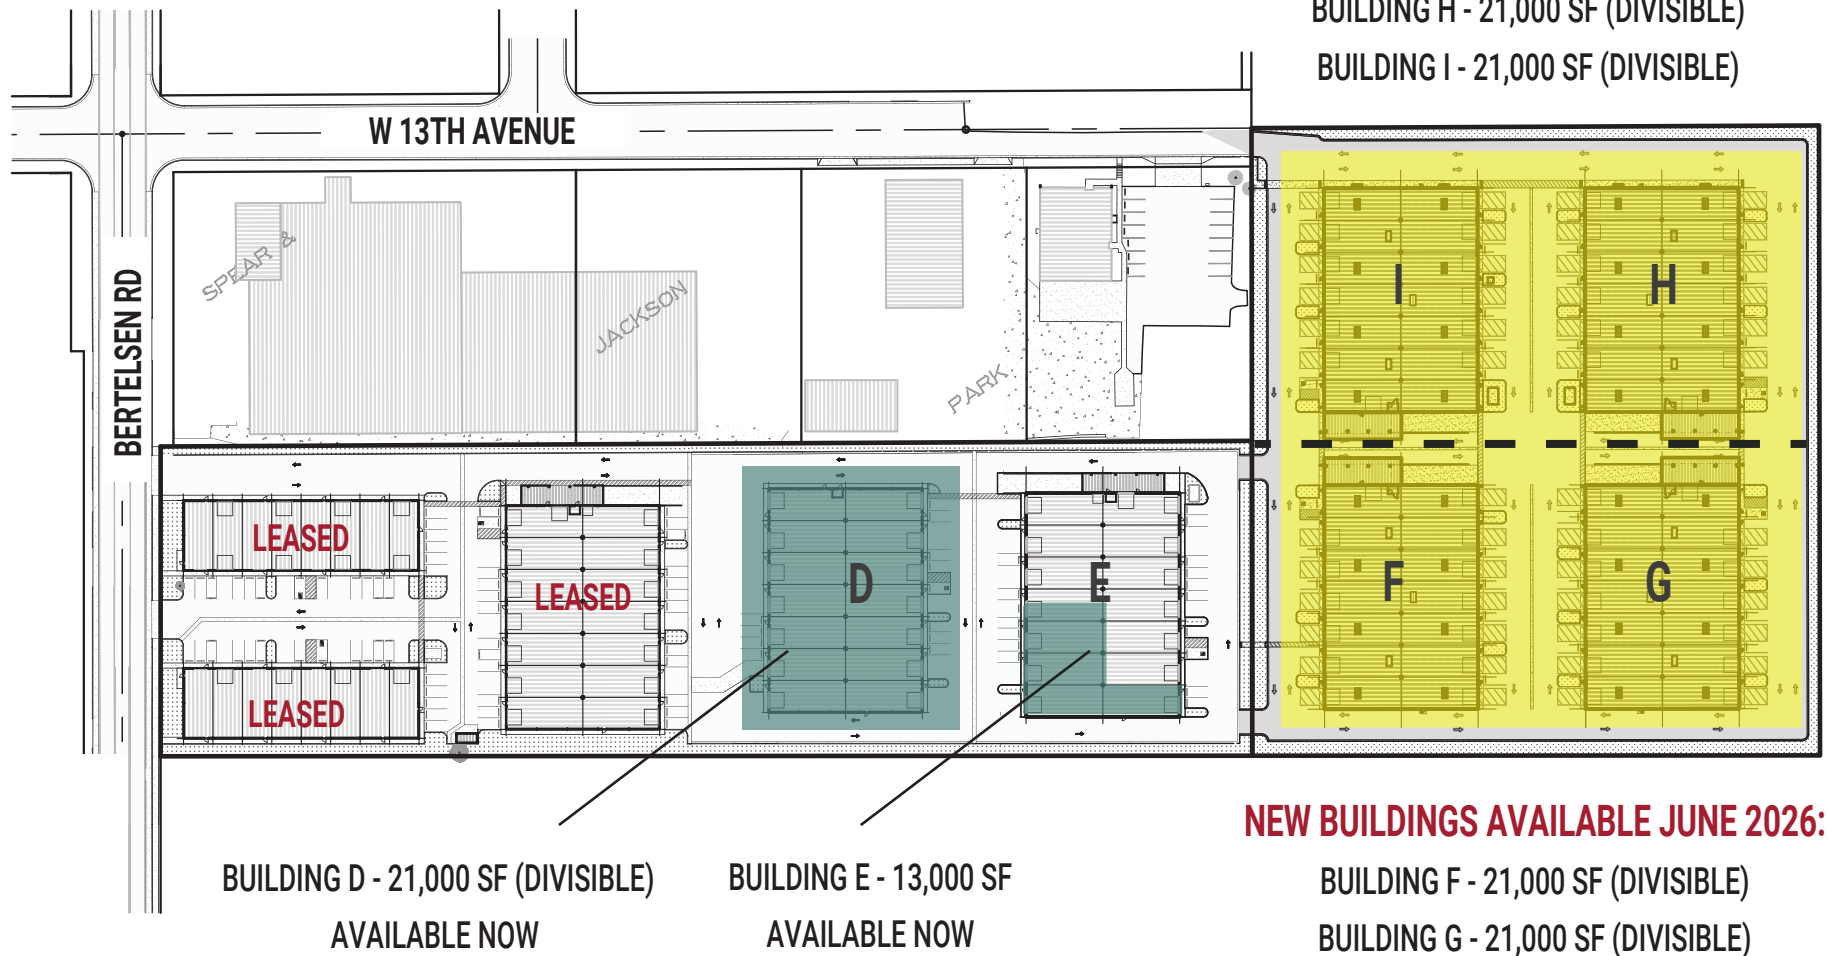 BUILDING H - 21,000 SF (DIVISIBLE)
BUILDING I - 21,000 SF (DIVISIBLE)
W 13TH AVENUE
BERTELSEN RD
SPEAR &
JACKSON
PARK
I
H
LEASED
LEASED
LEASED
D
E
F
G
NEW BUILDINGS AVAILABLE JUNE 2026:
BUILDING D - 21,000 SF (DIVISIBLE)
AVAILABLE NOW
BUILDING E - 13,000 SF
AVAILABLE NOW
BUILDING F - 21,000 SF (DIVISIBLE)
BUILDING G - 21,000 SF (DIVISIBLE)